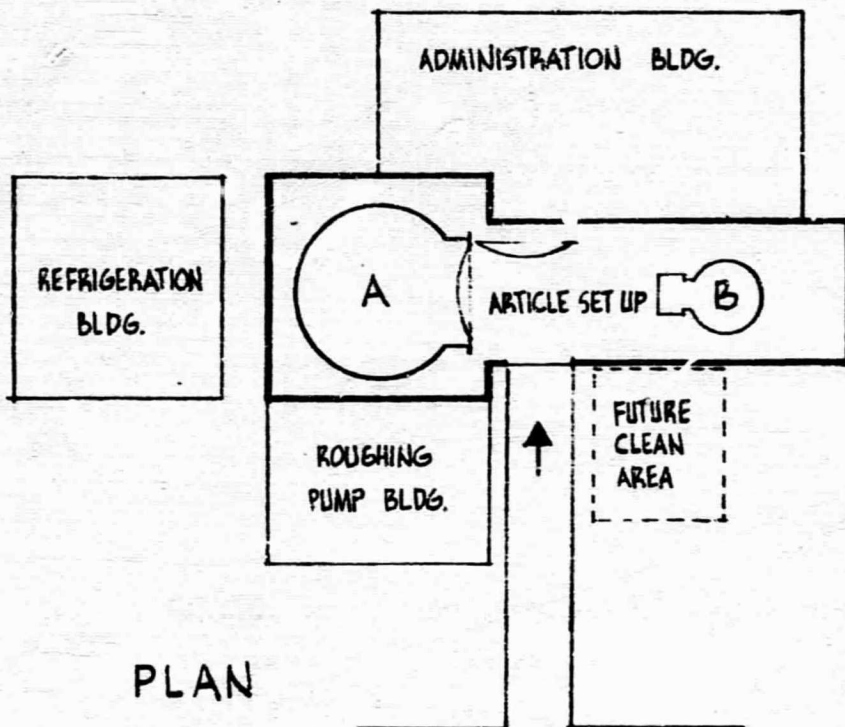 ADMINISTRATION BLDG.
REFRIGERATION
BLDG.
A
ARTICLE SET UP
B
ROUGHING
PUMP BLDG.
FUTURE
CLEAN
AREA
PLAN